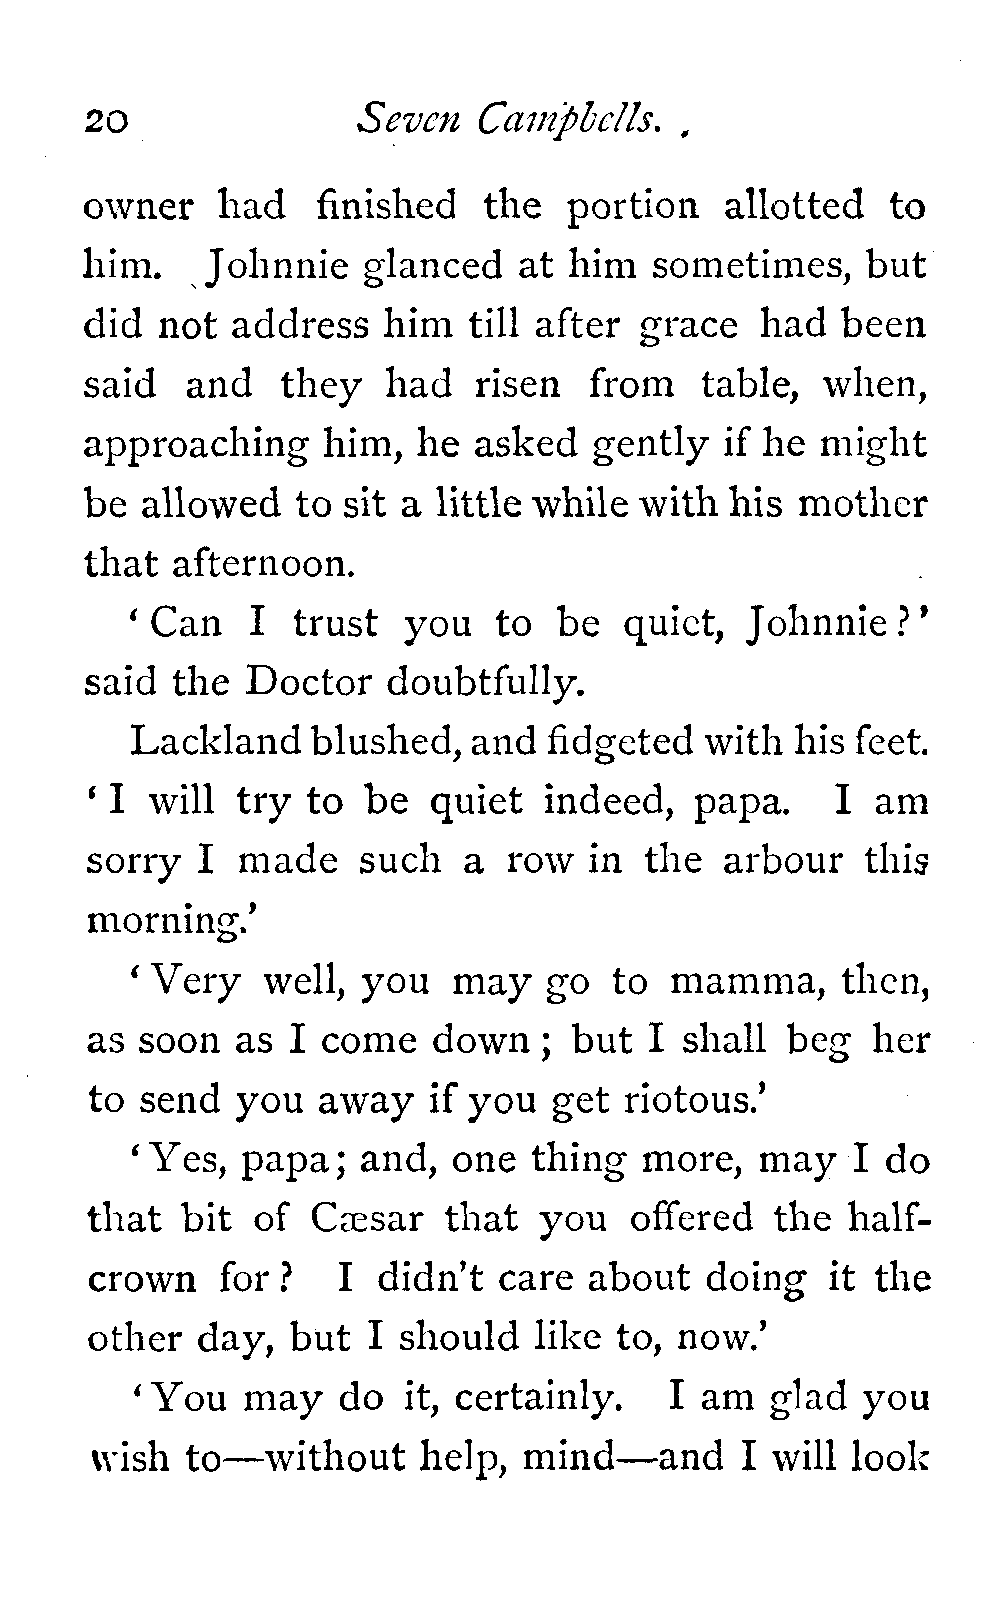 20 Seven Campbells.
owner had finished the portion allotted to
him. Johnnie glanced at him sometimes, but
did not address him till after grace had been
said and they had risen from table, when,
approaching him, he asked gently if he might
be allowed to sit a little while with his mother
that afternoon.
‘Can I trust you to be quiet, Johnnie?’
said the Doctor doubtfully.
Lackland blushed, and fidgeted with his feet.
‘I will try to be quiet indeed, papa. I am
sorry I made such a row in the arbour this
morning.’
‘Very well, you may go to mamma, then,
as soon as I come down; but I shall beg her
to send you away if you get riotous.’
‘Yes, papa; and, one thing more, may I do
that bit of Cæsar that you offered the half-
crown for? I didn't care about doing it the
other day, but I should like to, now.’
‘You may do it, certainly. I am glad you
wish to—without help, mind—and I will look